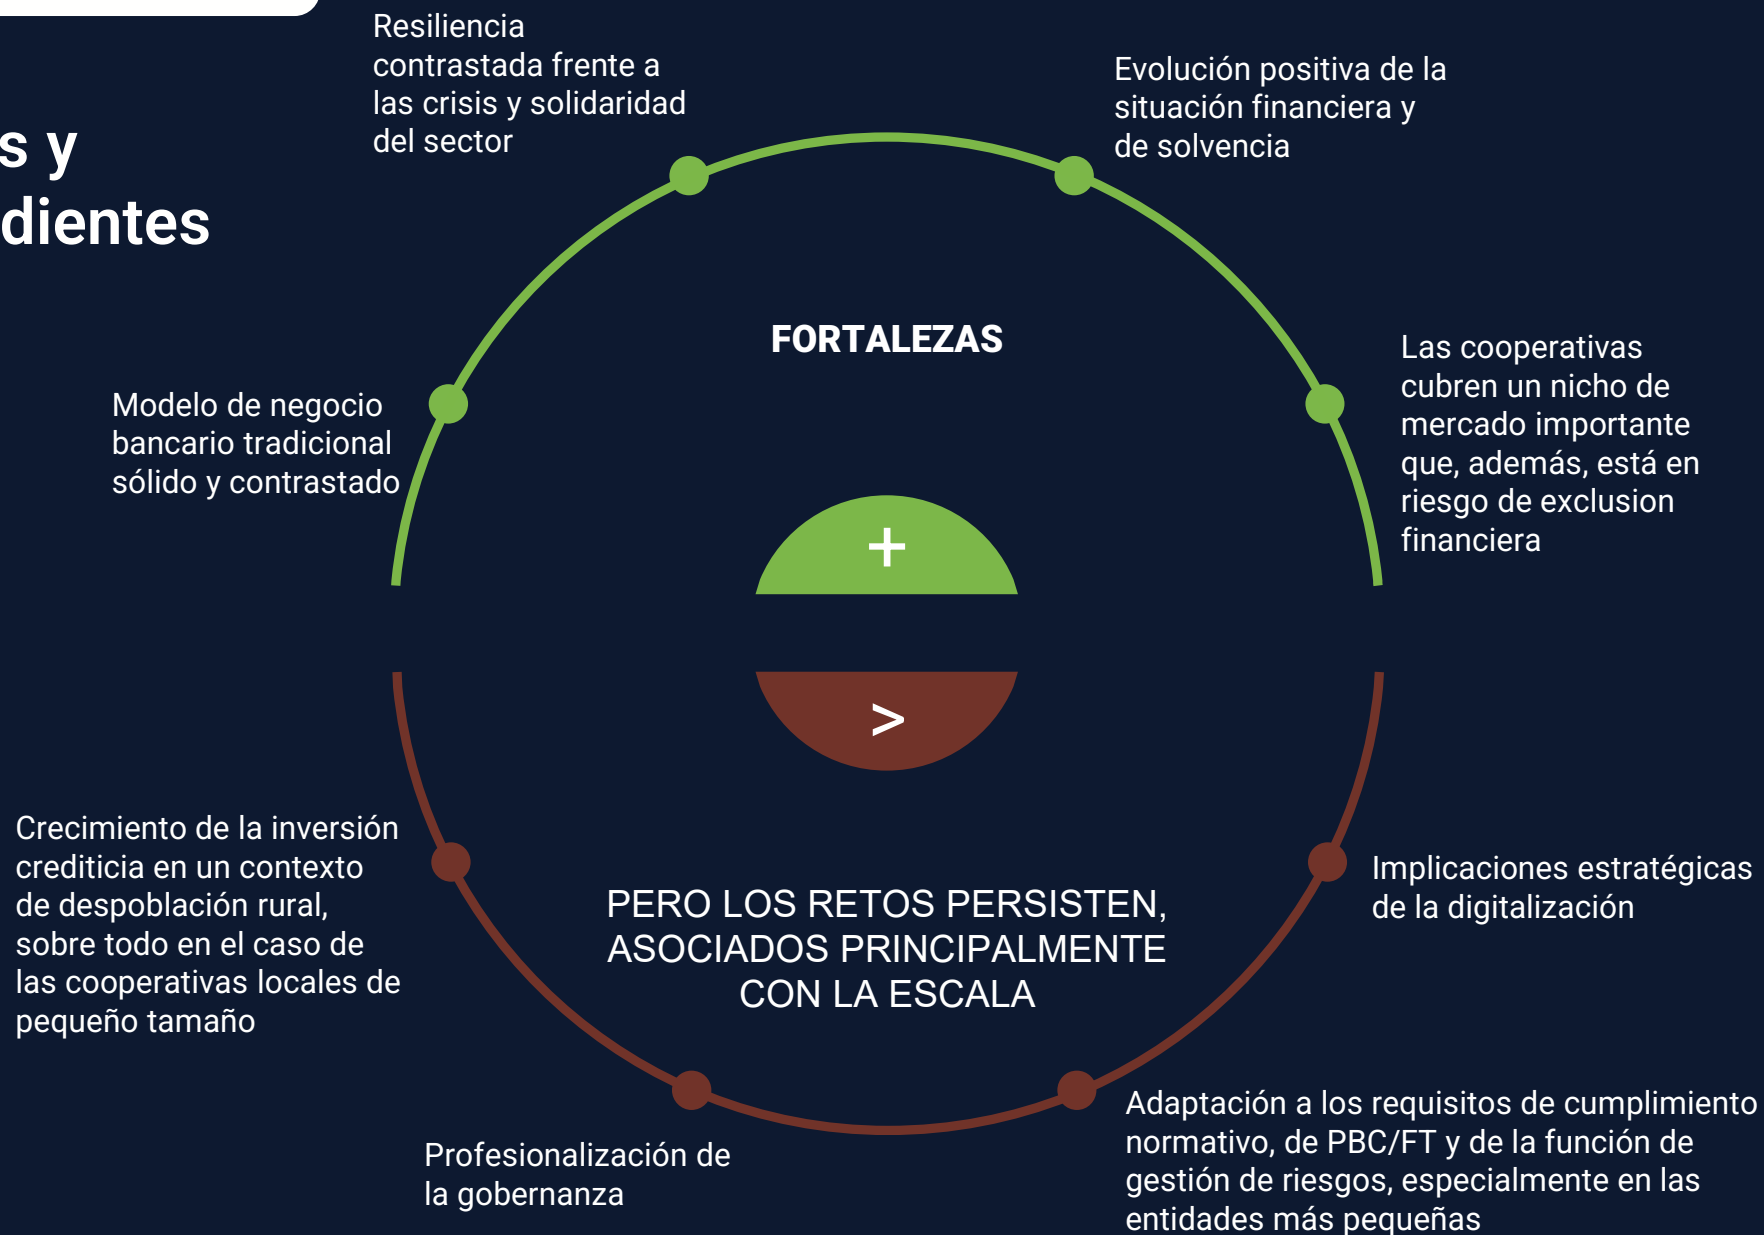 Resiliencia
contrastada frente a
las crisis y solidaridad
del sector
Evolución positiva de la
situación financiera y
de solvencia
s y
dientes
FORTALEZAS
Modelo de negocio
bancario tradicional
sólido y contrastado
Las cooperativas
cubren un nicho de
mercado importante
que, además, está en
riesgo de exclusion
financiera
+
>
Crecimiento de la inversión
crediticia en un contexto
de despoblación rural,
sobre todo en el caso de
las cooperativas locales de
pequeño tamaño
PERO LOS RETOS PERSISTEN,
ASOCIADOS PRINCIPALMENTE
CON LA ESCALA
Implicaciones estratégicas
de la digitalización
Profesionalización de
la gobernanza
Adaptación a los requisitos de cumplimiento
normativo, de PBC/FT y de la función de
gestión de riesgos, especialmente en las
entidades más pequeñas